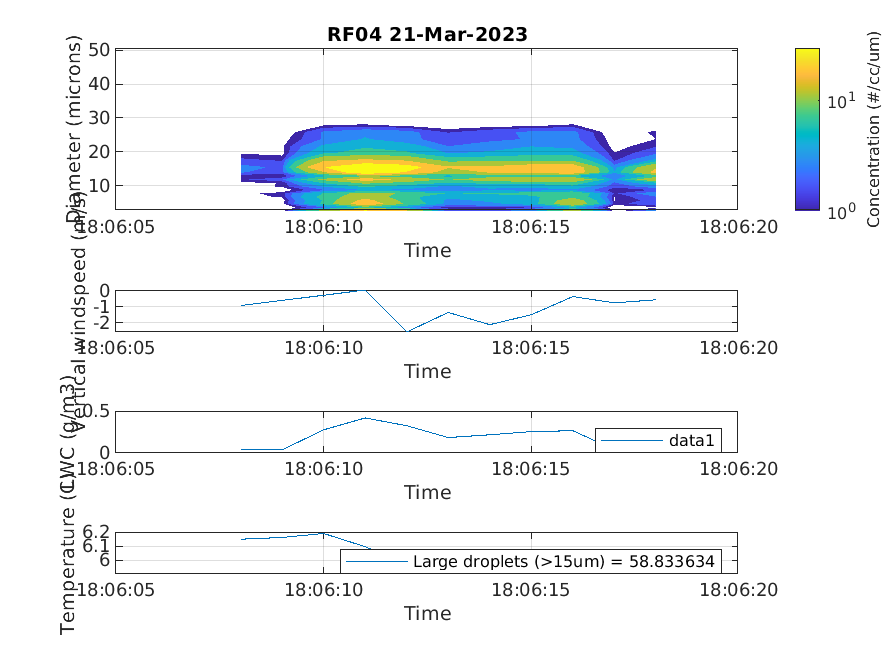 RF04 21-Mar-2023
Diameter (microns)
50
40
30
20
10
18:06:05 18:06:10 18:06:15 18:06:20
Time
Concentration (#/cc/um)
10^1
10^0
Vertical windspeed (m/s)
0
-1
-2
18:06:05 18:06:10 18:06:15 18:06:20
Time
LWC (g/m3)
0.5
0
data1
18:06:05 18:06:10 18:06:15 18:06:20
Time
Temperature (C)
6.2
6.1
6
Large droplets (>15um) = 58.833634
18:06:05 18:06:10 18:06:15 18:06:20
Time